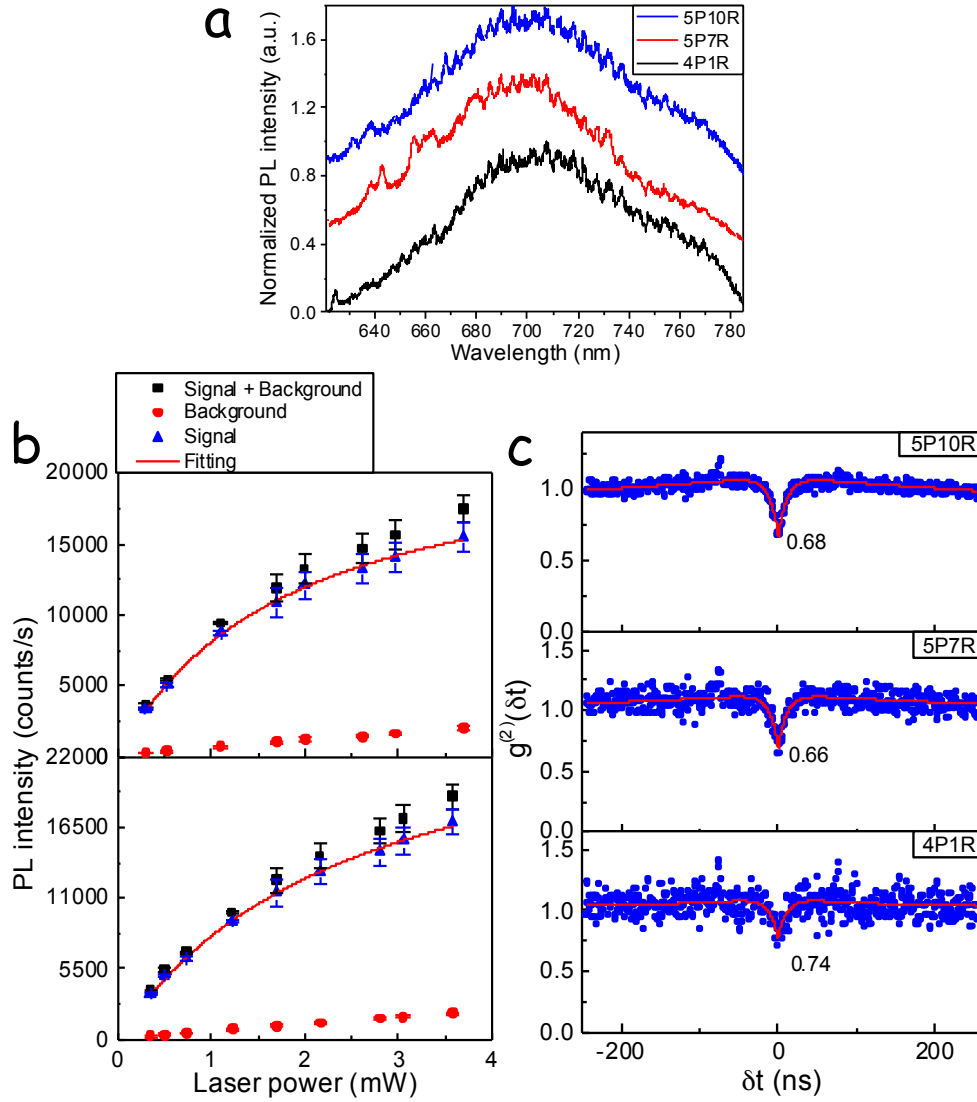 a
Normalized PL intensity (a.u.)
1.6
1.2
0.8
0.4
0.0
5P10R
5P7R
4P1R
640 660 680 700 720 740 760 780
Wavelength (nm)
Signal + Background
Background
Signal
Fitting
b
PL intensity (counts/s)
20000
15000
10000
5000
22000
16500
11000
5500
0
0 1 2 3 4
Laser power (mW)
c
g(2)(δt)
5P10R
1.0
0.5
0.0
0.68
5P7R
1.5
1.0
0.5
0.0
0.66
4P1R
1.5
1.0
0.5
0.0
0.74
-200 0 200
δt (ns)